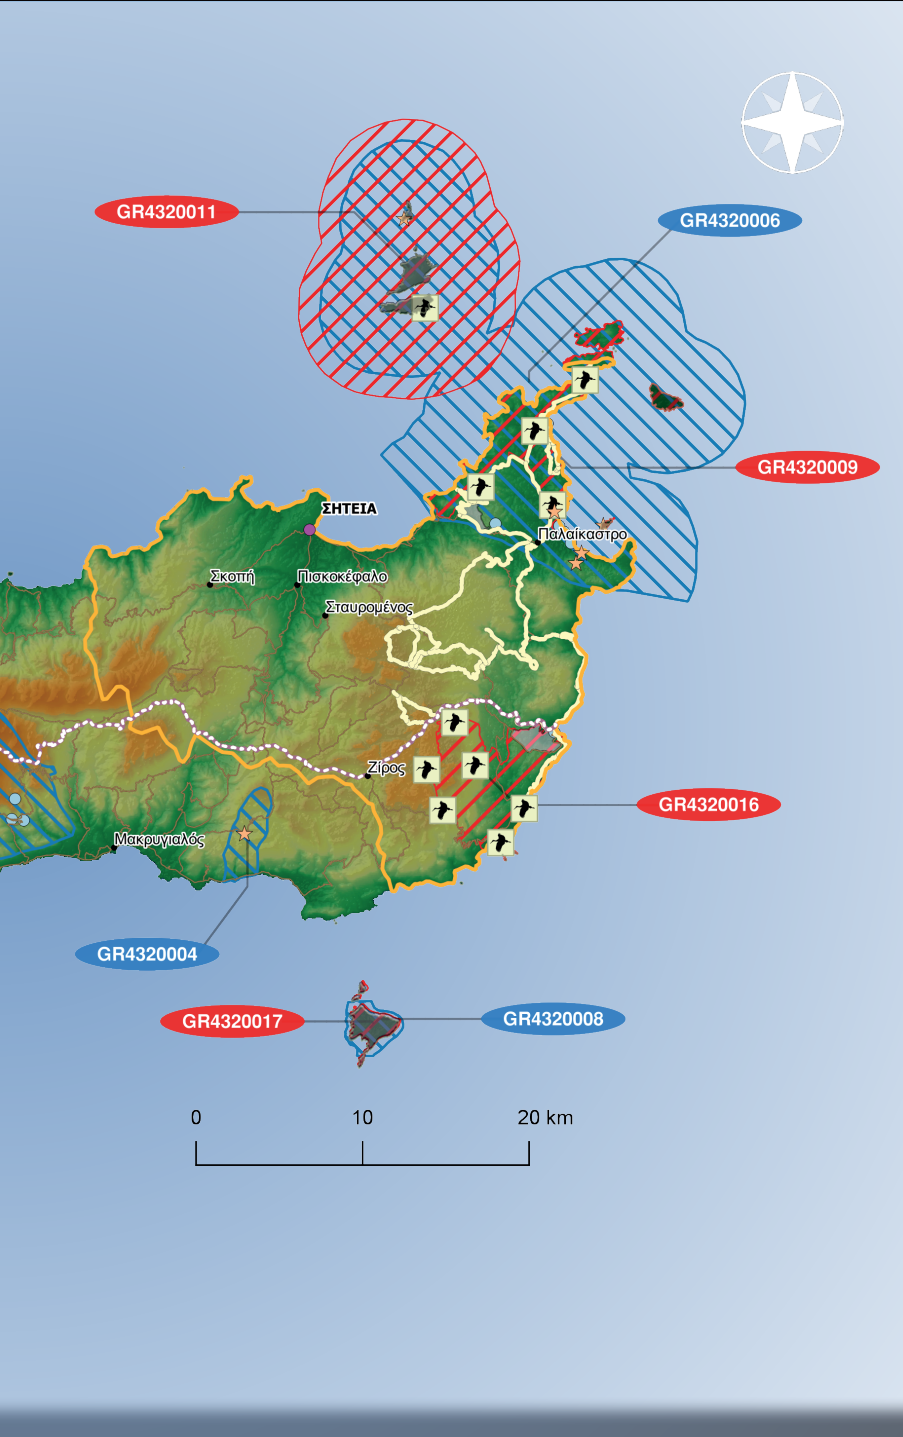 GR4320011
GR4320006
GR4320009
ΣΗΤΕΙΑ
Παλαίκαστρο
Σκοπή
Πισκοκέφαλο
Σταυρομένος
Ζίρος
GR4320016
Μακρυγιαλός
GR4320004
GR4320017
GR4320008
0 10 20 km